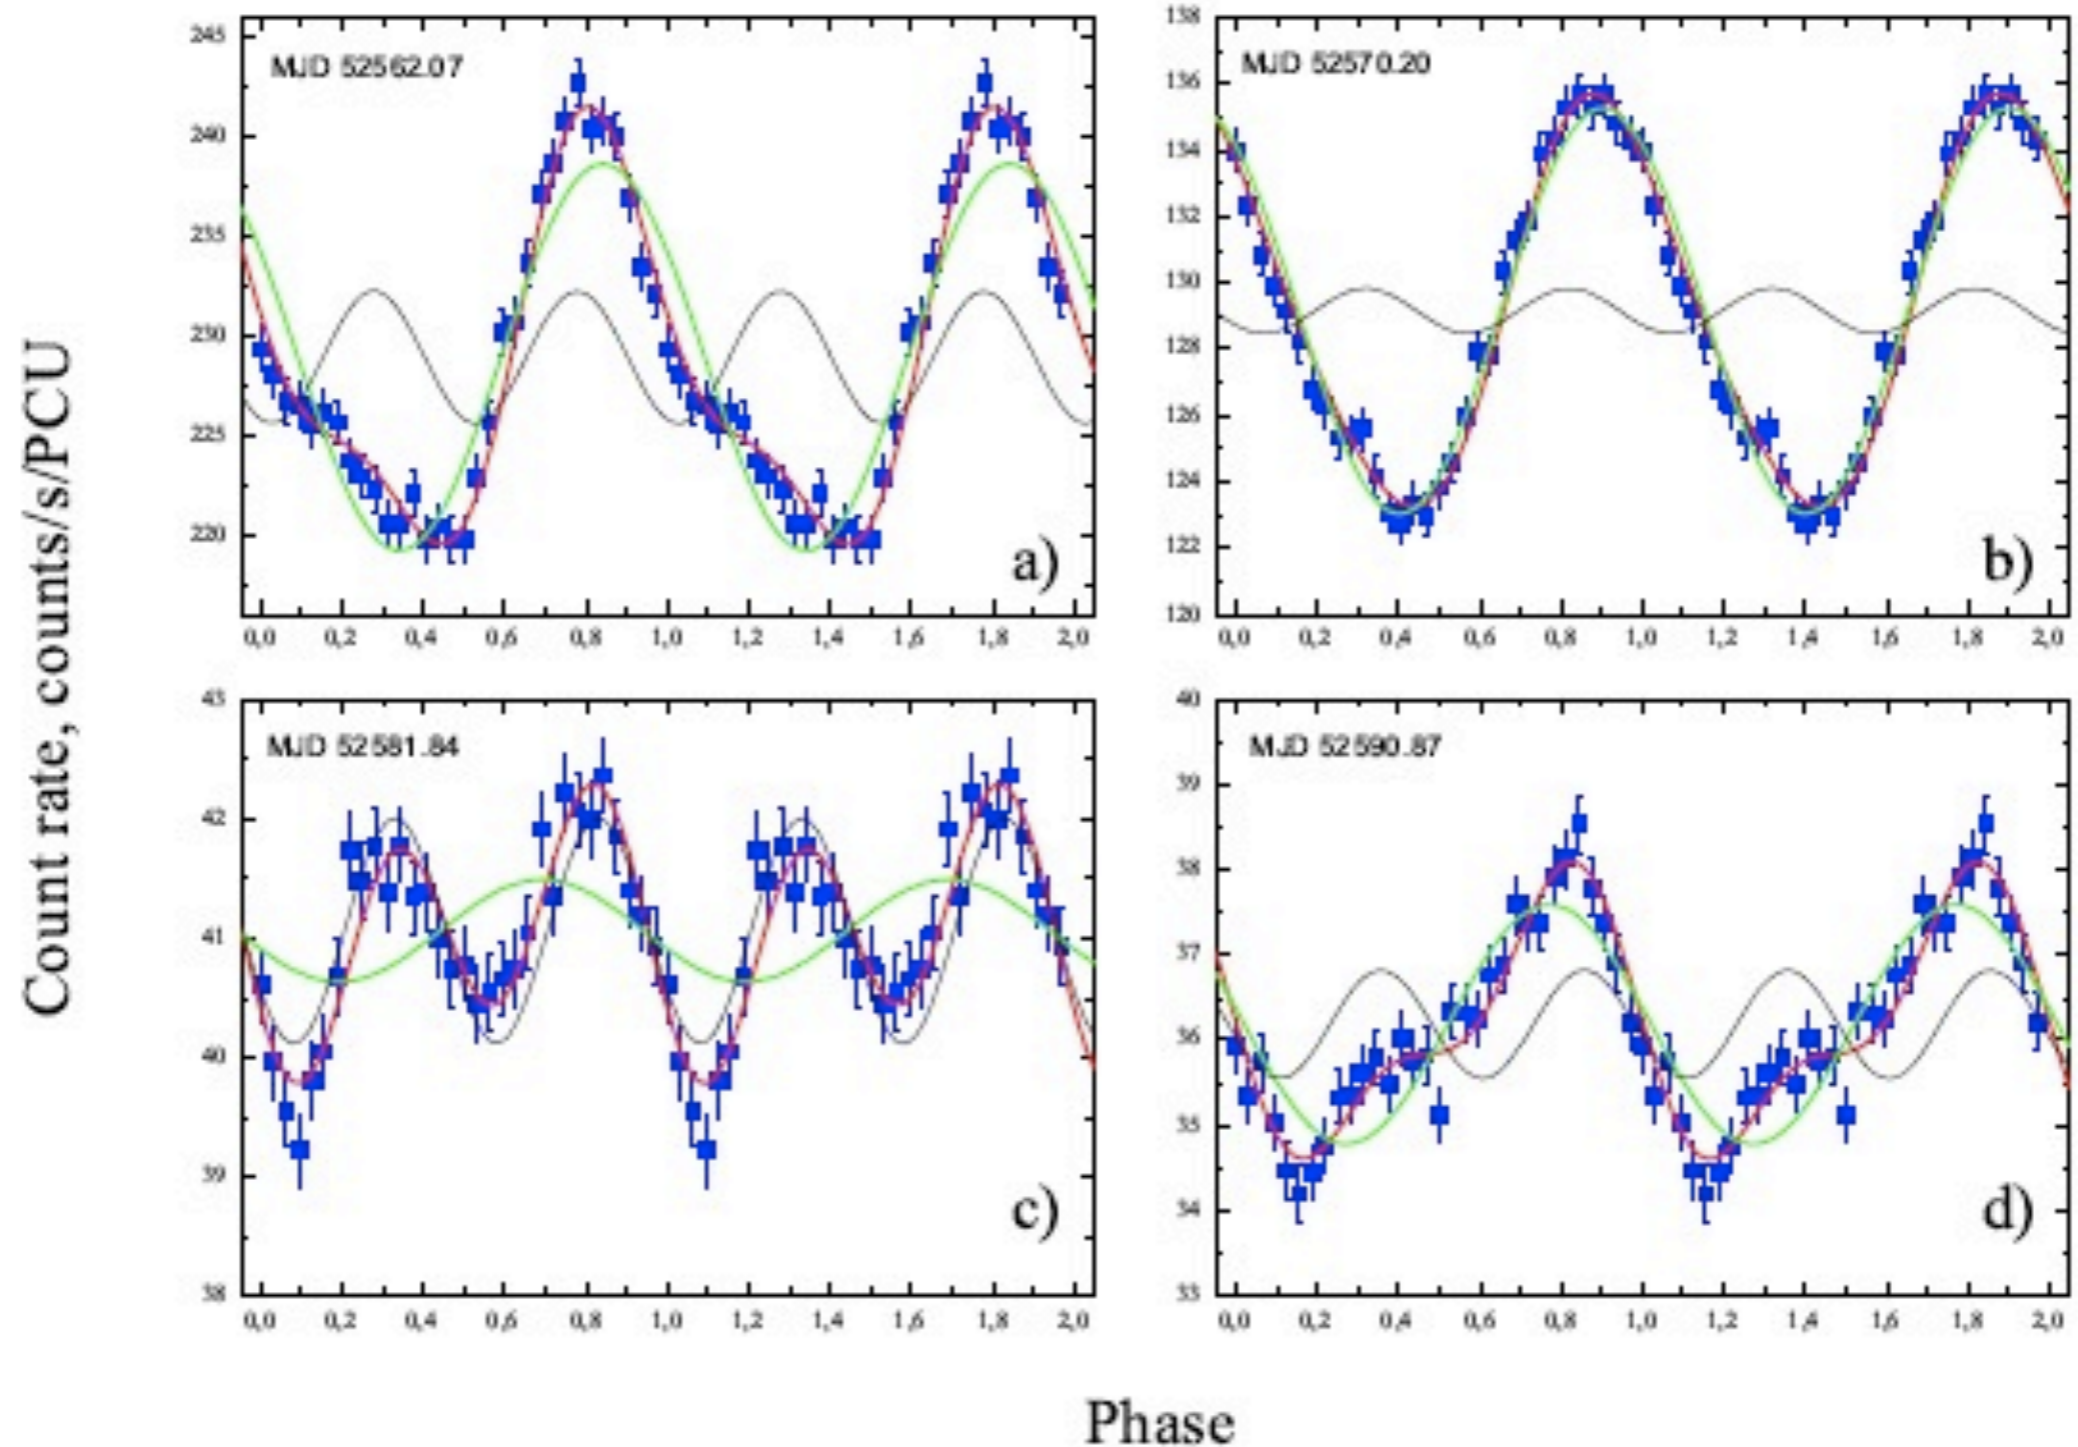 Count rate, counts/s/PCU
MJD 52562.07
245
240
235
230
225
220
a)
0,0 0,2 0,4 0,6 0,8 1,0 1,2 1,4 1,6 1,8 2,0
MJD 52570.20
138
136
134
132
130
128
126
124
122
120
b)
0,0 0,2 0,4 0,6 0,8 1,0 1,2 1,4 1,6 1,8 2,0
MJD 52581.84
43
42
41
40
39
38
c)
0,0 0,2 0,4 0,6 0,8 1,0 1,2 1,4 1,6 1,8 2,0
MJD 52590.87
40
39
38
37
36
35
34
33
d)
0,0 0,2 0,4 0,6 0,8 1,0 1,2 1,4 1,6 1,8 2,0
Phase